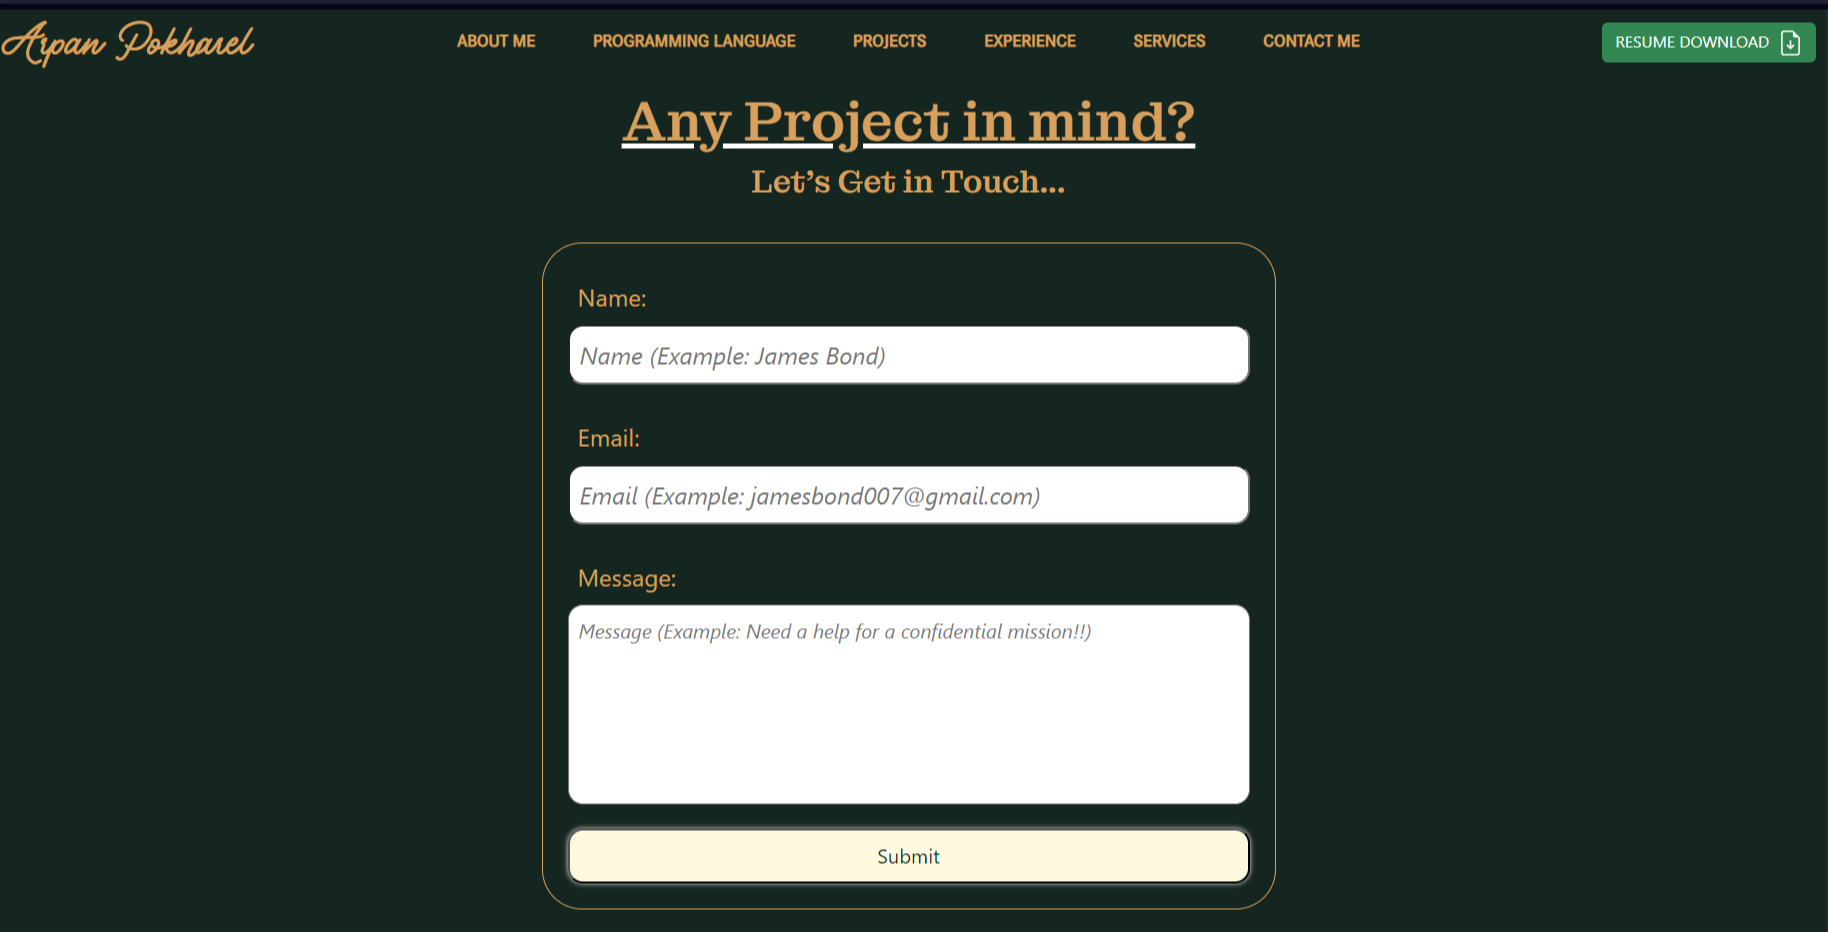 Arpan Pokharel
ABOUT ME
PROGRAMMING LANGUAGE
PROJECTS
EXPERIENCE
SERVICES
CONTACT ME
RESUME DOWNLOAD
Any Project in mind?
Let's Get in Touch...
Name:
Name (Example: James Bond)
Email:
Email (Example: jamesbond007@gmail.com)
Message:
Message (Example: Need a help for a confidential mission!!)
Submit